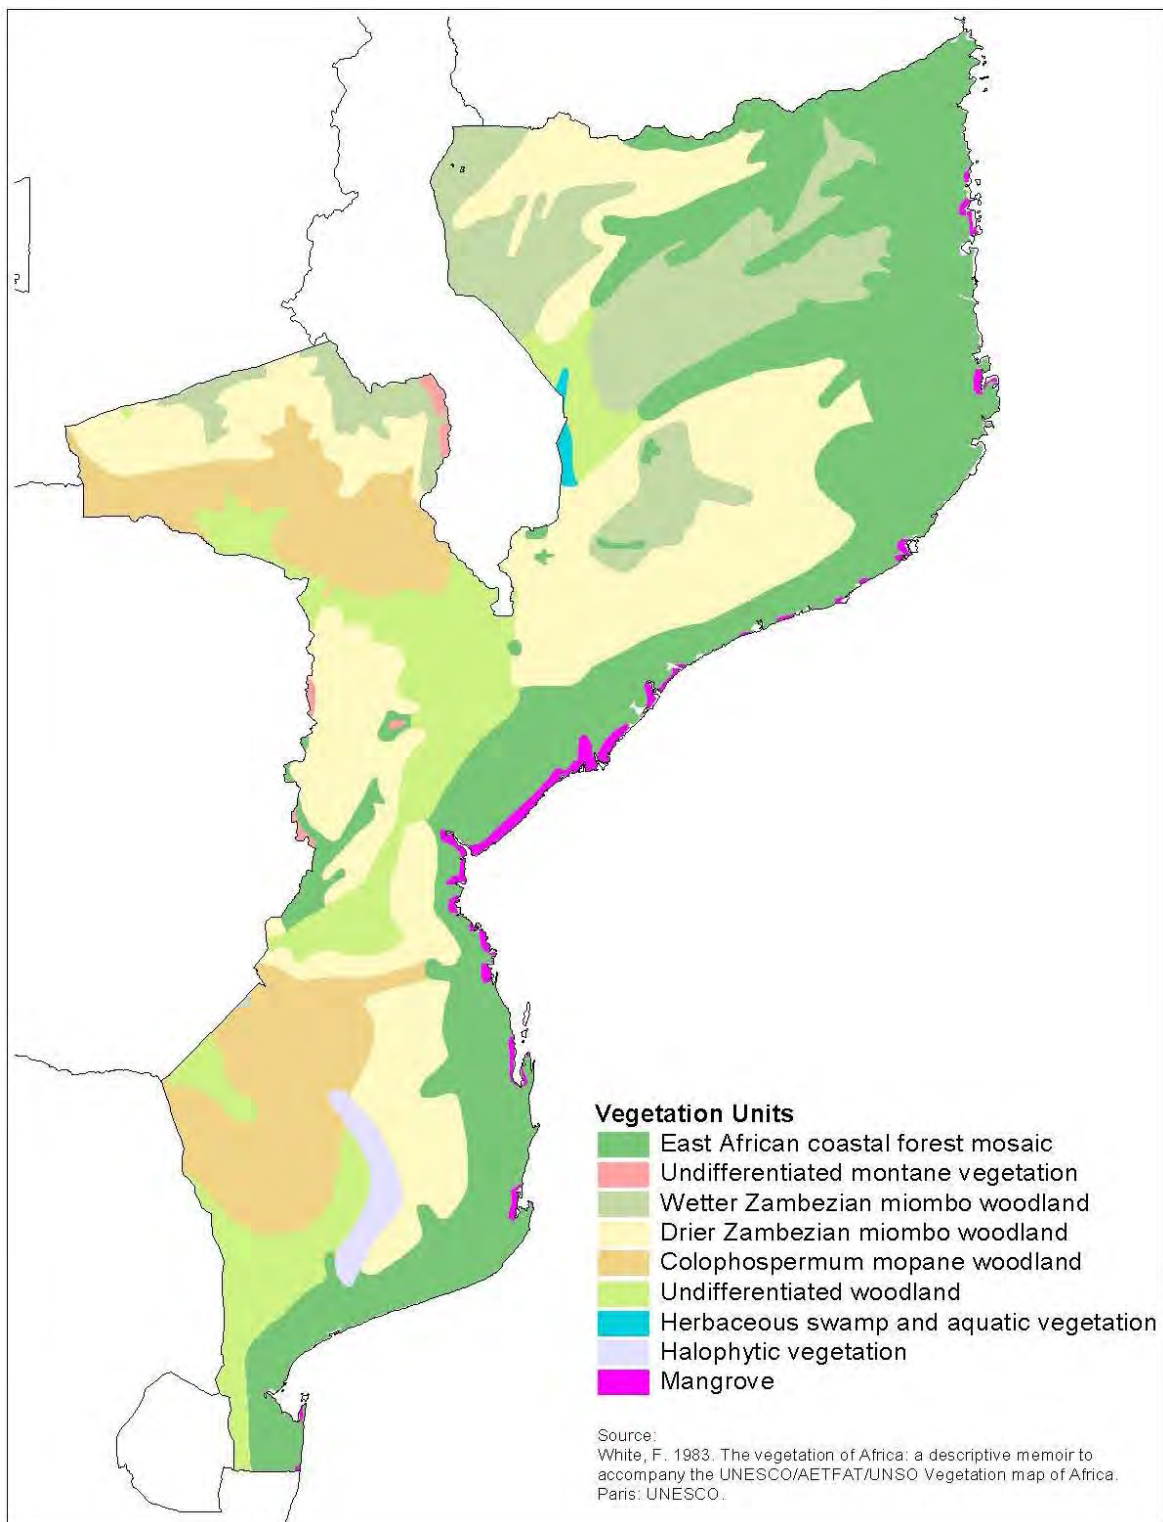 Vegetation Units
East African coastal forest mosaic
Undifferentiated montane vegetation
Wetter Zambezian miombo woodland
Drier Zambezian miombo woodland
Colophospermum mopane woodland
Undifferentiated woodland
Herbaceous swamp and aquatic vegetation
Halophytic vegetation
Mangrove
Source:
White, F. 1983. The vegetation of Africa: a descriptive memoir to
accompany the UNESCO/AETFAT/UNSO Vegetation map of Africa.
Paris: UNESCO.